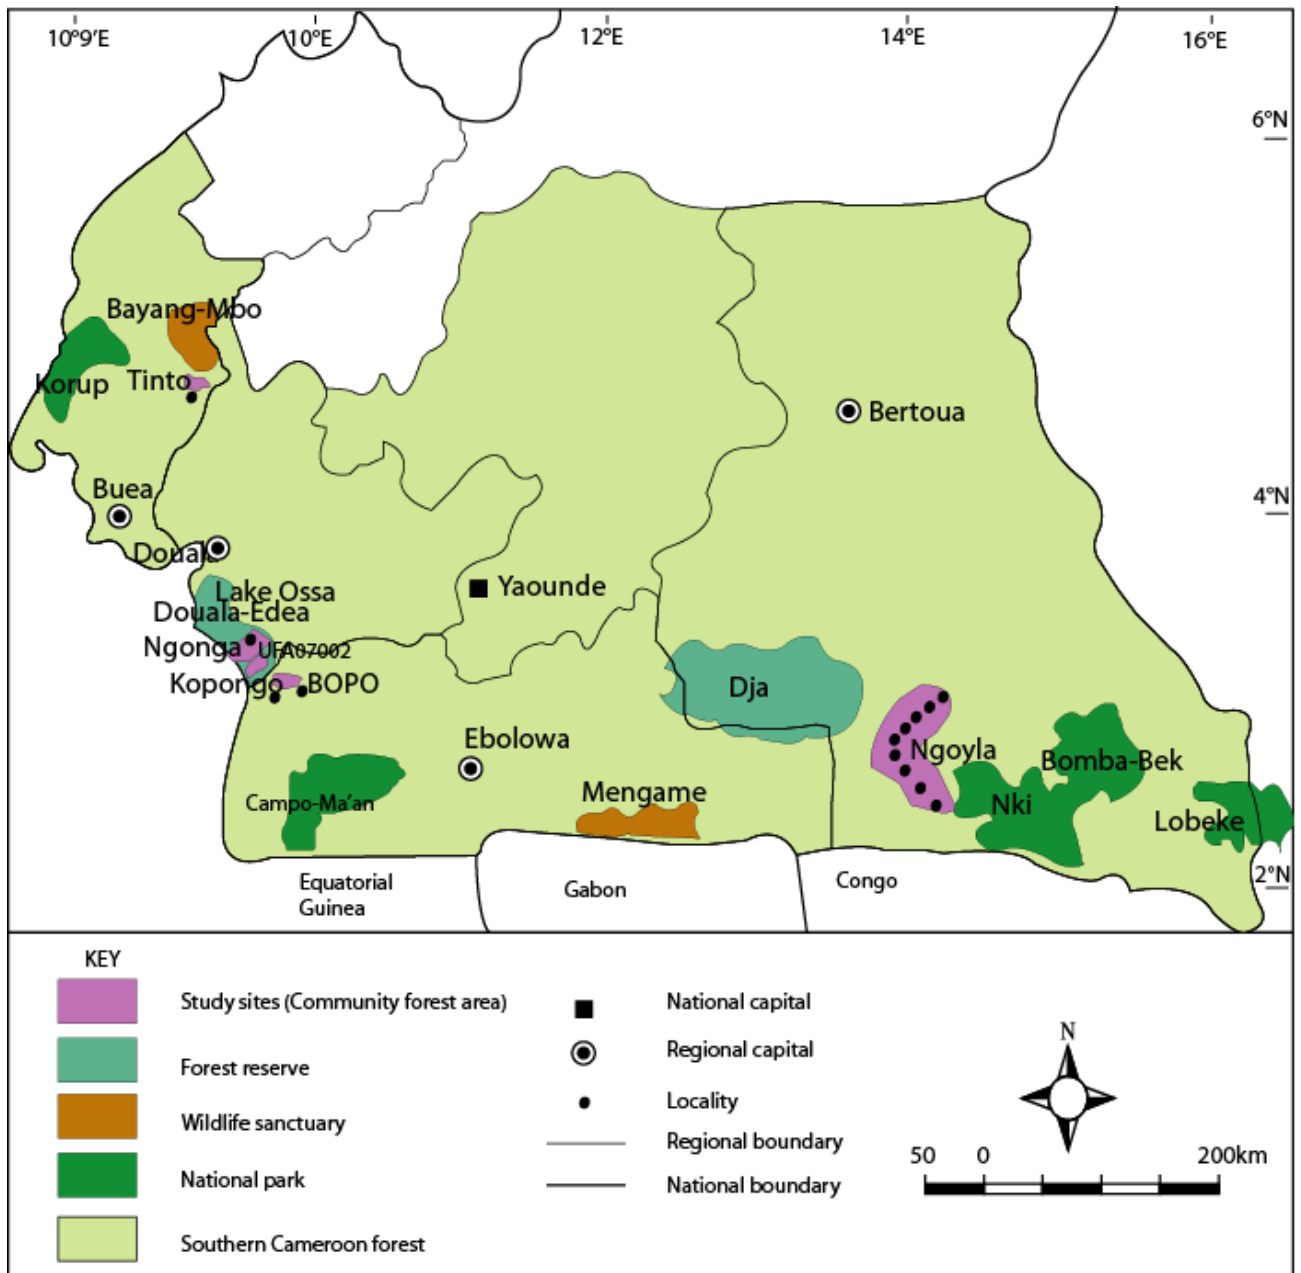 10°9'E
10°E
12°E
14°E
16°E
6°N
Bayang-Mbo
Korup
Tinto
Bertoua
Buea
4°N
Douala
Lake Ossa
Yaounde
Douala-Edea
Ngonga
UFA07002
Kopongo
BOPO
Dja
Ebolowa
Ngoyla
Bomba-Bek
Campo-Ma'an
Mengame
Nki
Lobeke
2°N
Equatorial
Guinea
Gabon
Congo
KEY
Study sites (Community forest area)
Forest reserve
Wildlife sanctuary
National park
Southern Cameroon forest
National capital
Regional capital
Locality
Regional boundary
National boundary
N
50 0 200km